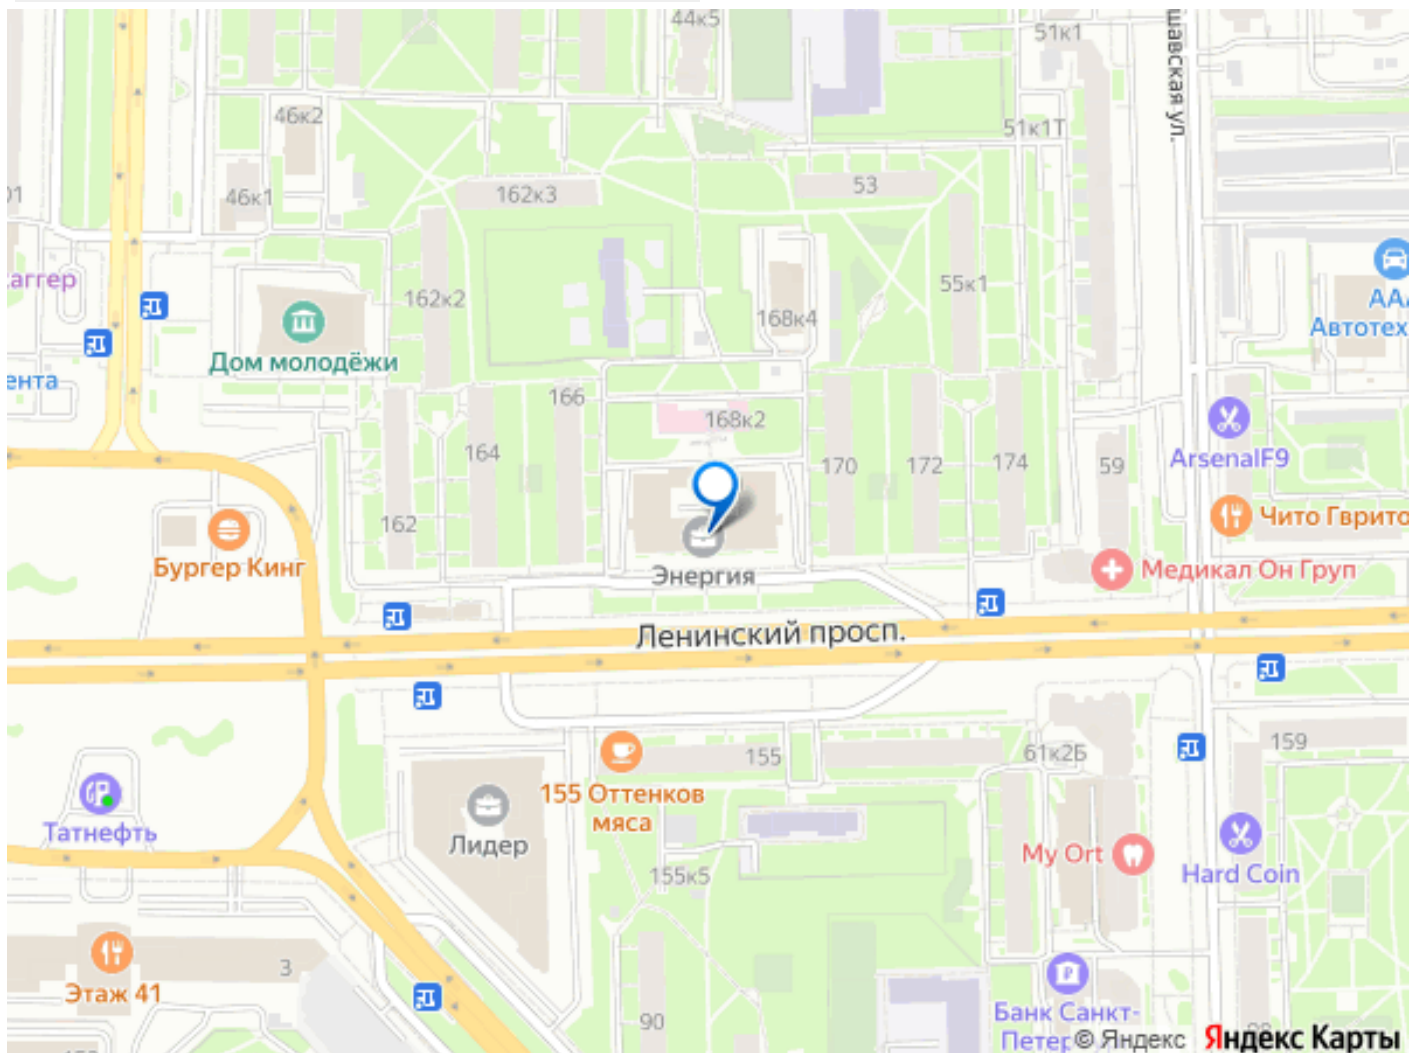 44к5
51к1
шавская ул.
46к2
51к1Т
162к3
53
46к1
01
55к1
аггер
162к2
168к4
ААА
Автотех
Дом молодёжи
ента
166
168к2
164
170
172
174
59
ArsenalF9
162
Чито Гврито
Бургер Кинг
Энергия
Медикал Он Груп
Ленинский просп.
155
61к2Б
159
155 Оттенков
мяса
Татнефть
Лидер
My Ort
Hard Coin
155к5
3
Этаж 41
90
Банк Санкт-
Петер
© Яндекс
Яндекс Карты